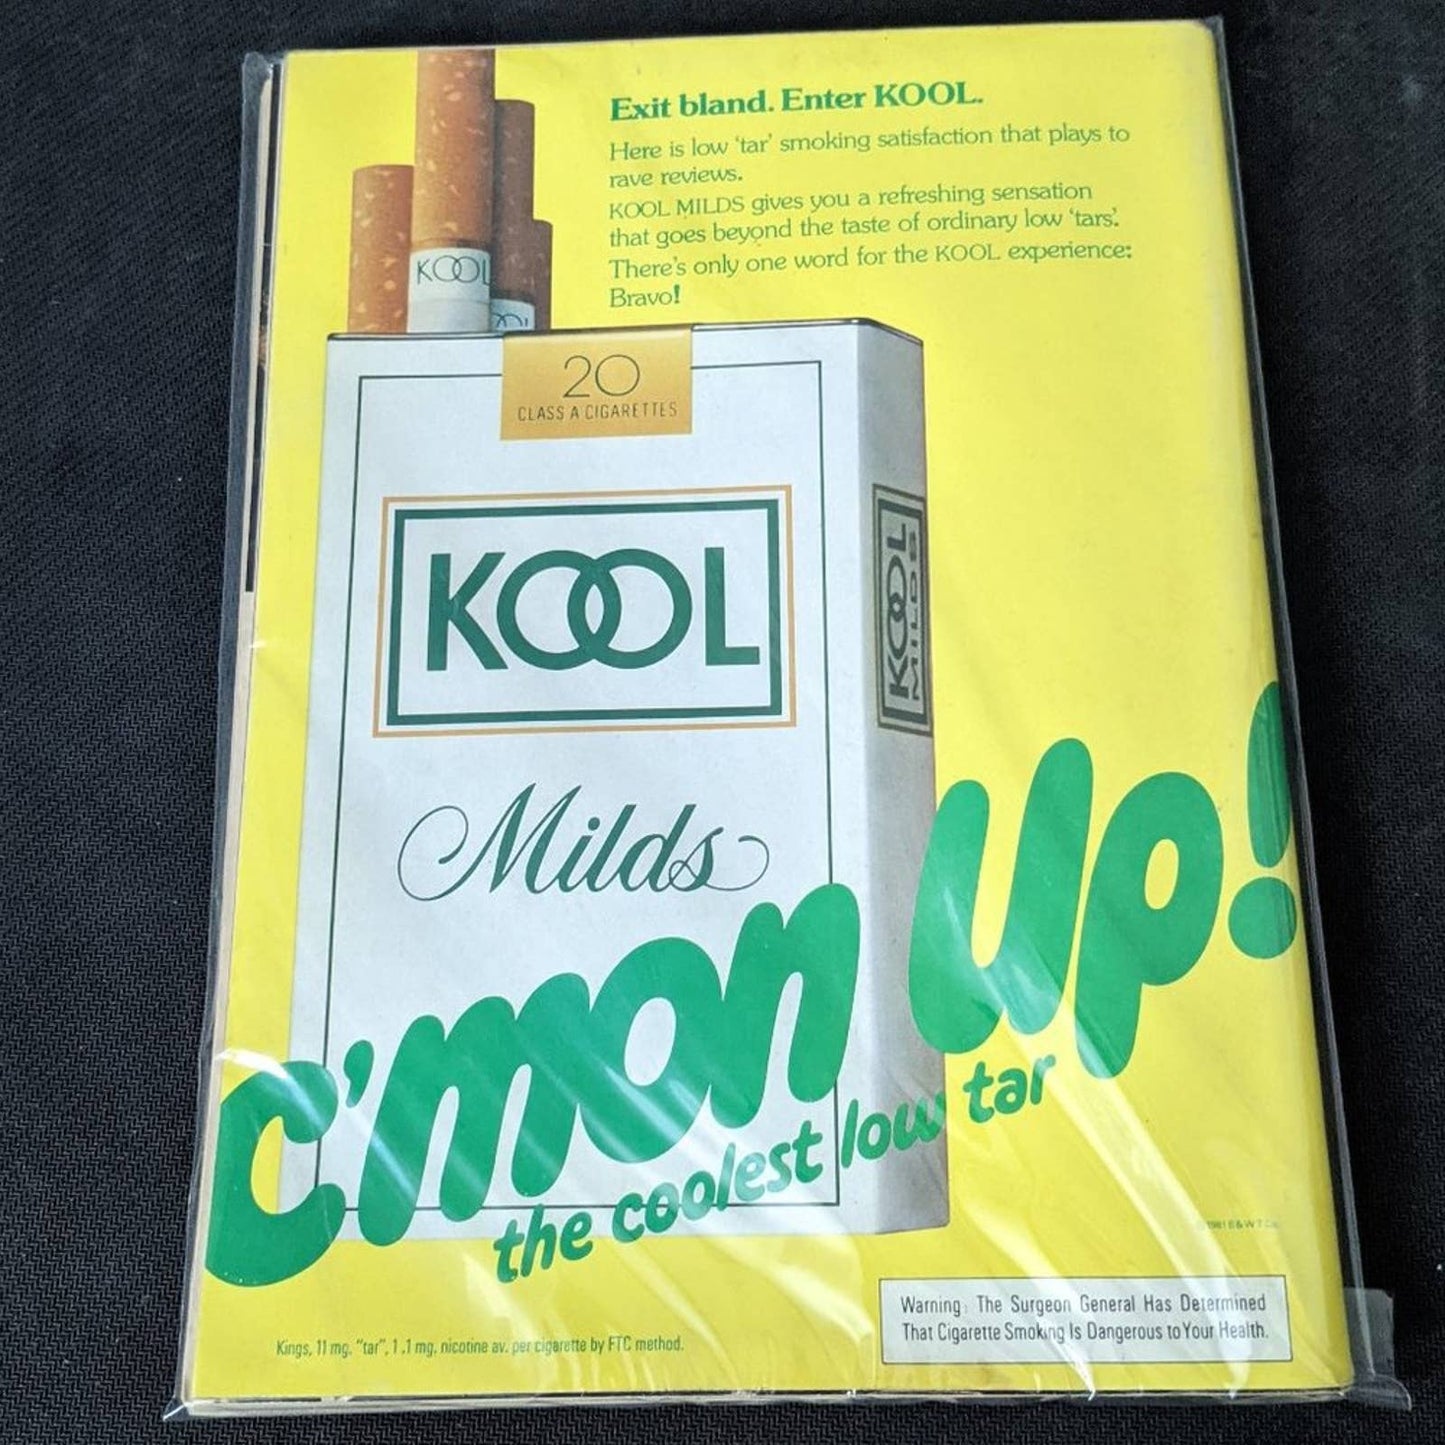 Exit bland. Enter KOOL.
Here is low 'tar' smoking satisfaction that plays to
rave reviews.
KOOL MILDS gives you a refreshing sensation
that goes beyond the taste of ordinary low 'tars'.
There's only one word for the KOOL experience:
Bravo!
KOOL
KOOL
20
CLASS A CIGARETTES
KOOL
Milds
KOOL
MILDS
C'mon up!
the coolest low tar
© 1981 B&W T Co.
Warning: The Surgeon General Has Determined
That Cigarette Smoking Is Dangerous to Your Health.
Kings, 11 mg. "tar", 1.1 mg. nicotine av. per cigarette by FTC method.